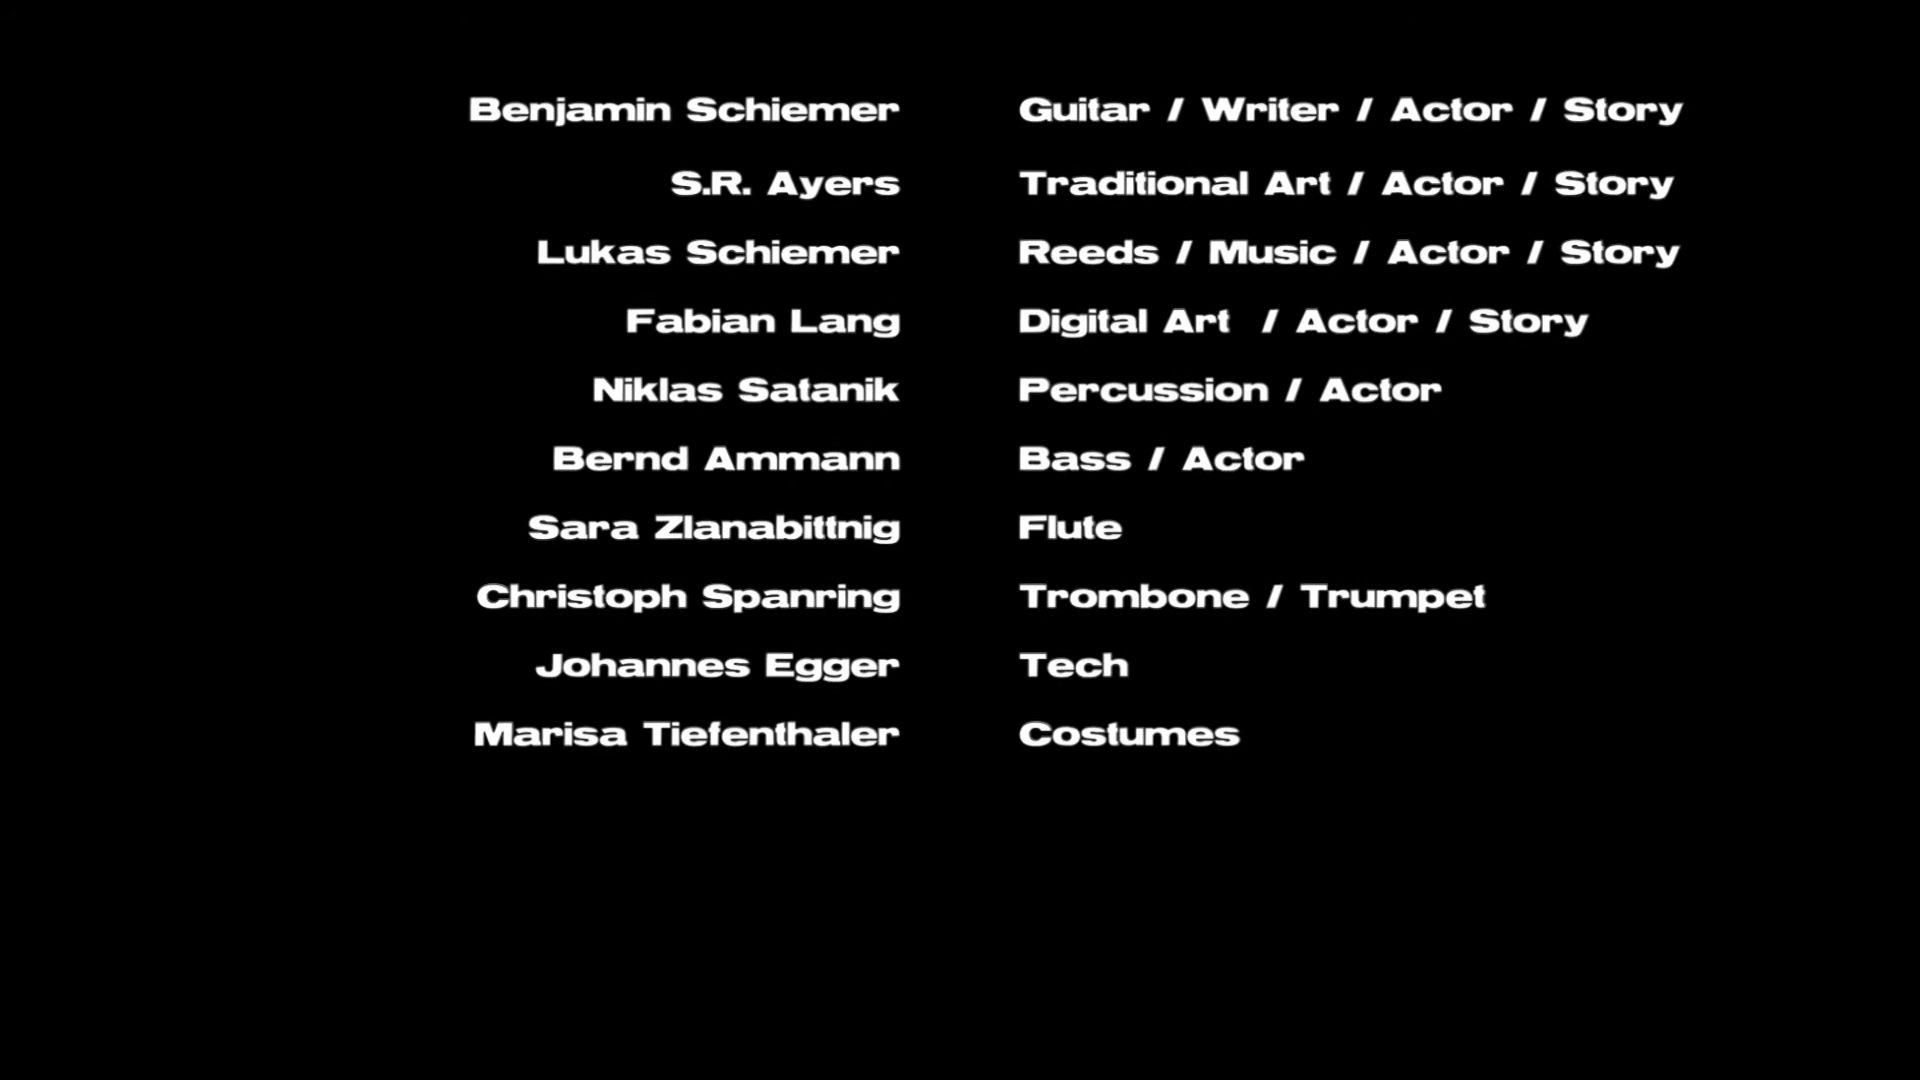 Benjamin Schiemer Guitar / Writer / Actor / Story
S.R. Ayers Traditional Art / Actor / Story
Lukas Schiemer Reeds / Music / Actor / Story
Fabian Lang Digital Art / Actor / Story
Niklas Satanik Percussion / Actor
Bernd Ammann Bass / Actor
Sara Zlanabittnig Flute
Christoph Spanring Trombone / Trumpet
Johannes Egger Tech
Marisa Tiefenthaler Costumes